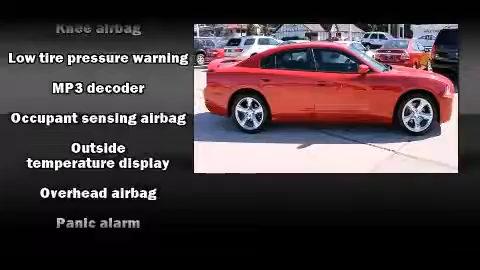 Knee airbag
Low tire pressure warning
MP3 decoder
Occupant sensing airbag
Outside
temperature display
Overhead airbag
Panic alarm